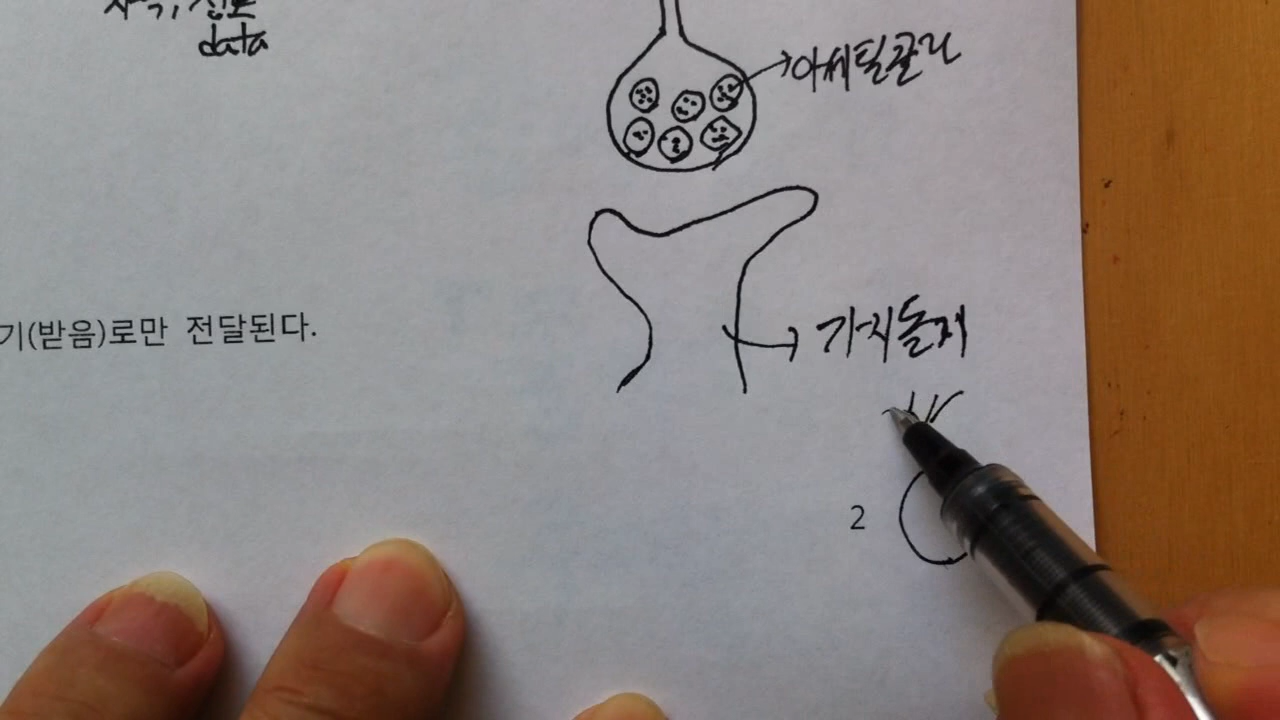 data
아세틸콜린
기(받음)로만 전달된다.
가지돌기
2